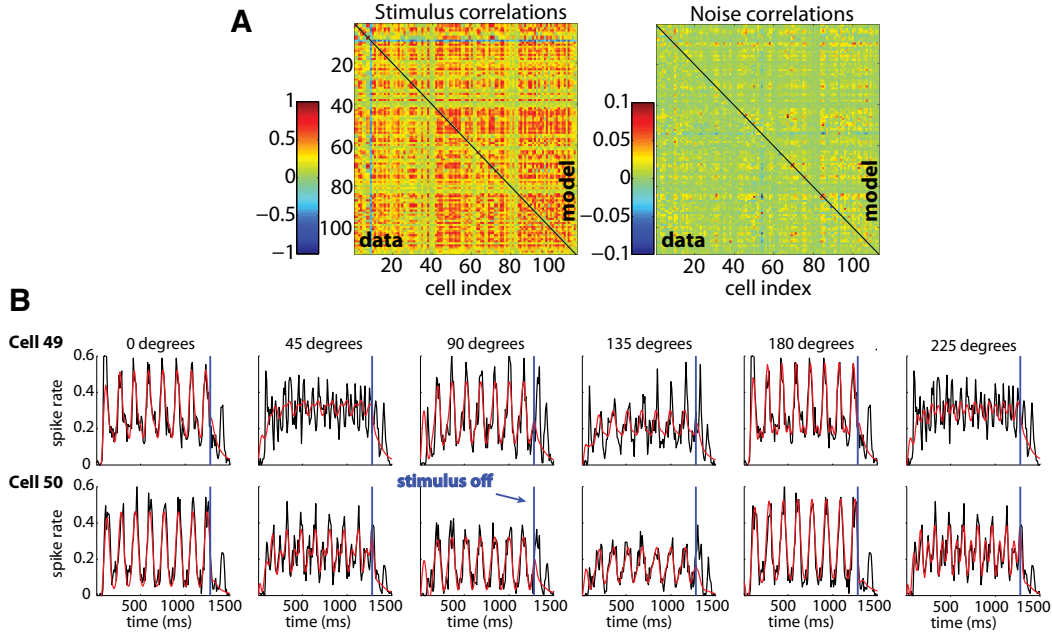 A
Stimulus correlations
Noise correlations
1
0.5
0
−0.5
−1
20
40
60
80
100
data
model
20 40 60 80 100
cell index
0.1
0.05
0
−0.05
−0.1
data
model
20 40 60 80 100
cell index
B
Cell 49
0 degrees
45 degrees
90 degrees
135 degrees
180 degrees
225 degrees
0.6
0.4
0.2
0
spike rate
Cell 50
stimulus off
0.6
0.4
0.2
0
spike rate
500 1000 1500
500 1000 1500
500 1000 1500
500 1000 1500
500 1000 1500
500 1000 1500
time (ms)
time (ms)
time (ms)
time (ms)
time (ms)
time (ms)